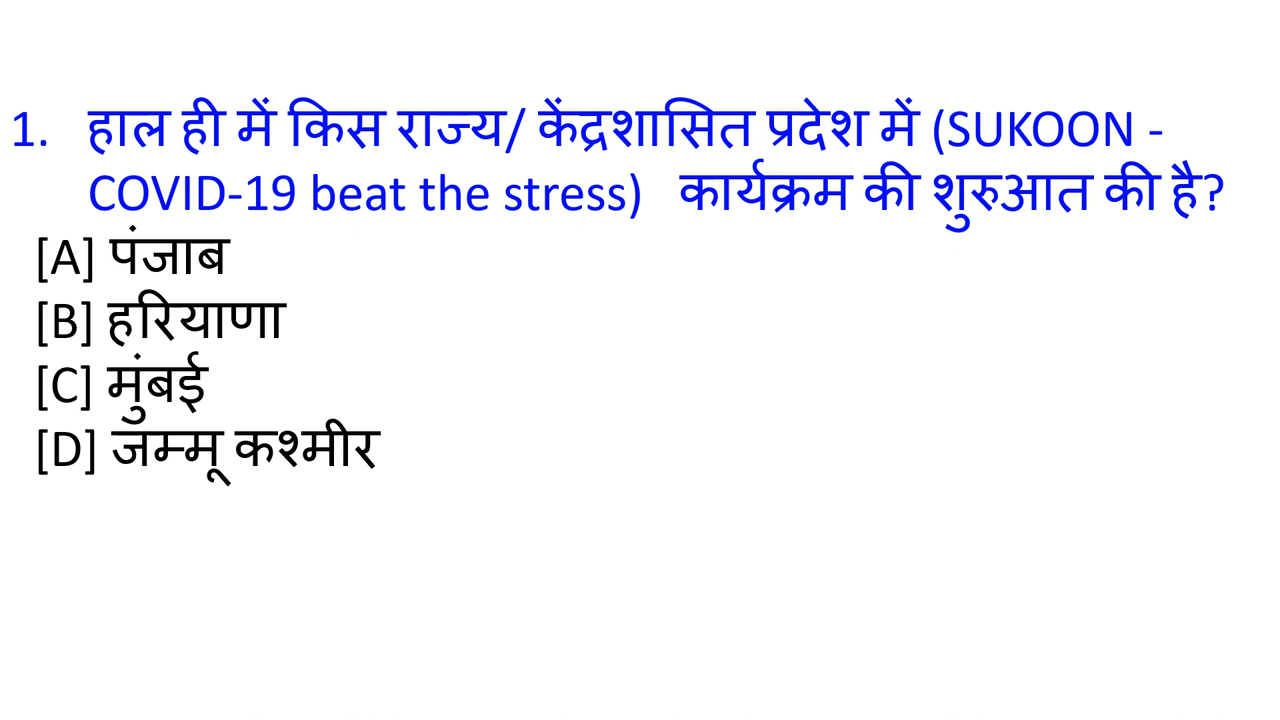 1. हाल ही में किस राज्य/ केंद्रशासित प्रदेश में (SUKOON -
COVID-19 beat the stress) कार्यक्रम की शुरुआत की है?
[A] पंजाब
[B] हरियाणा
[C] मुंबई
[D] जम्मू कश्मीर